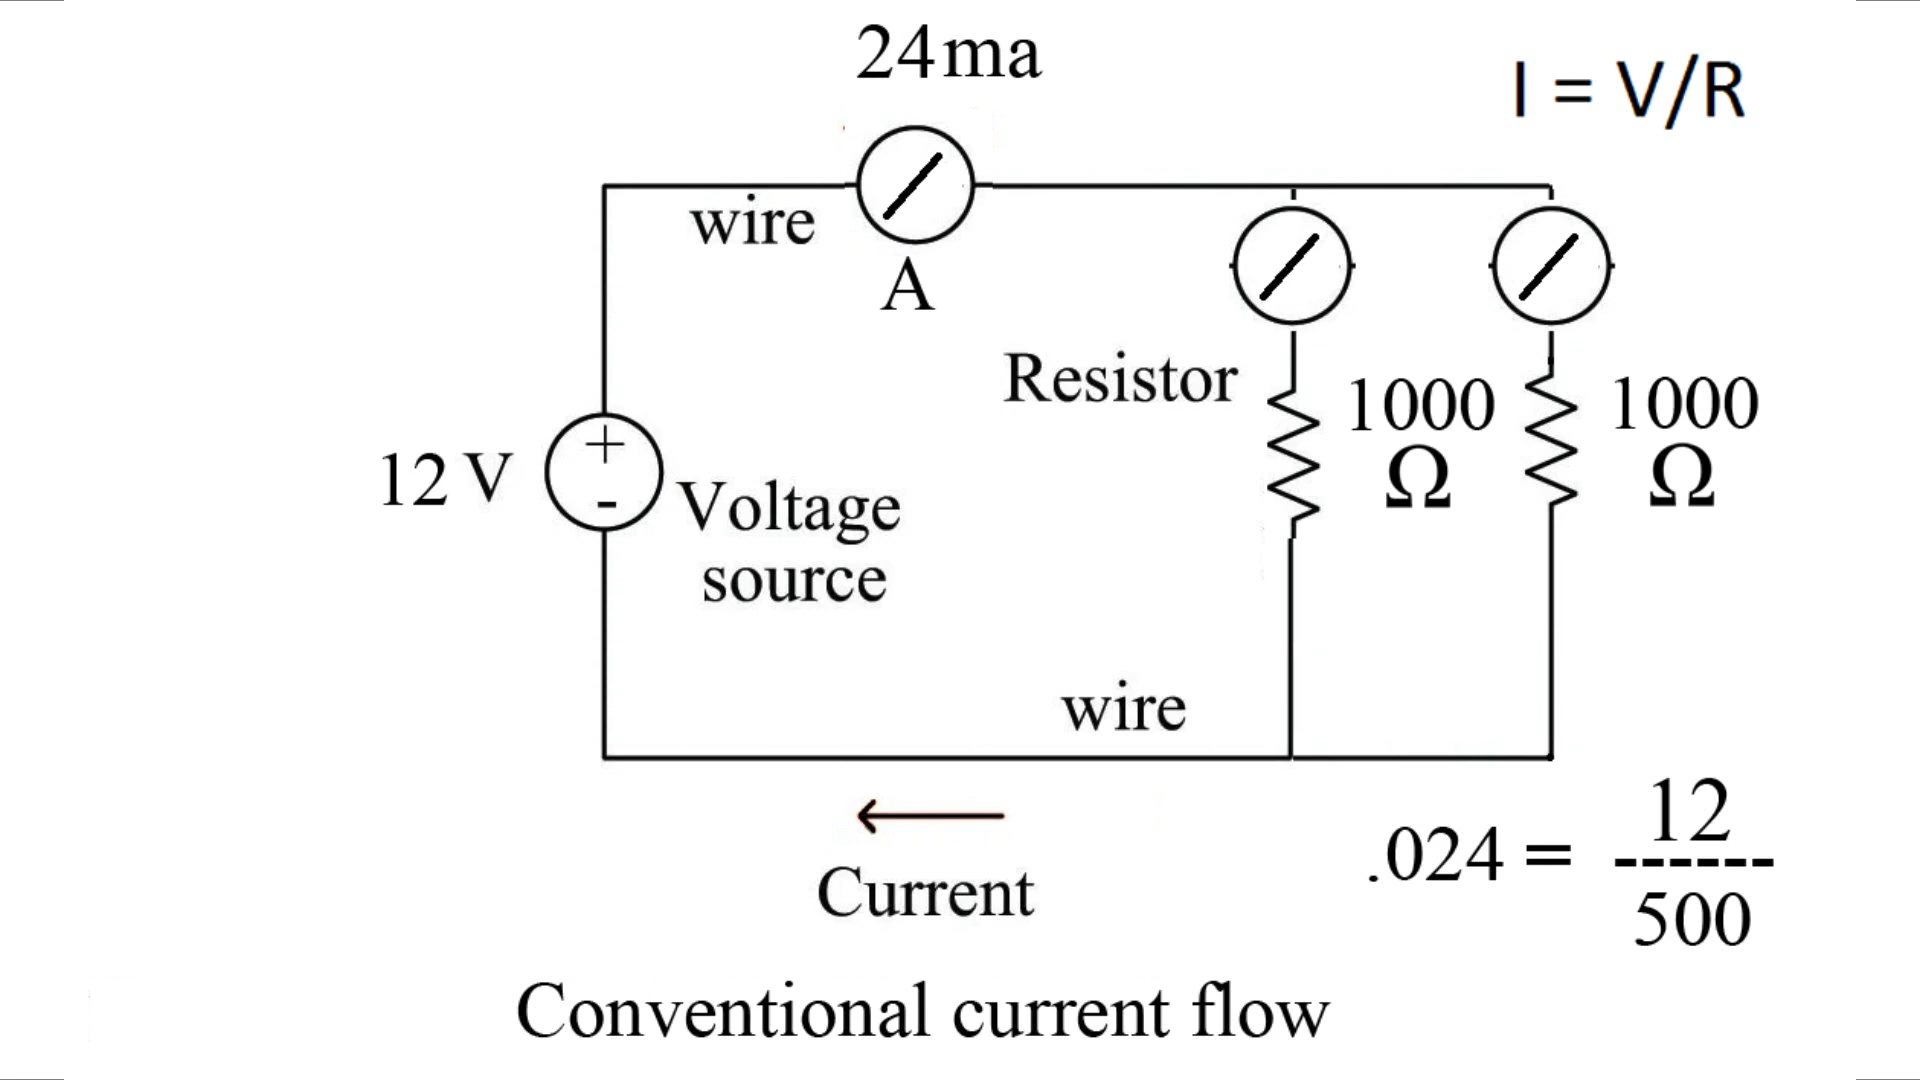 24ma
I = V/R
wire
A
Resistor
1000
Ω
1000
Ω
12 V
+
-
Voltage
source
wire
Current
.024 = 12
------
500
Conventional current flow